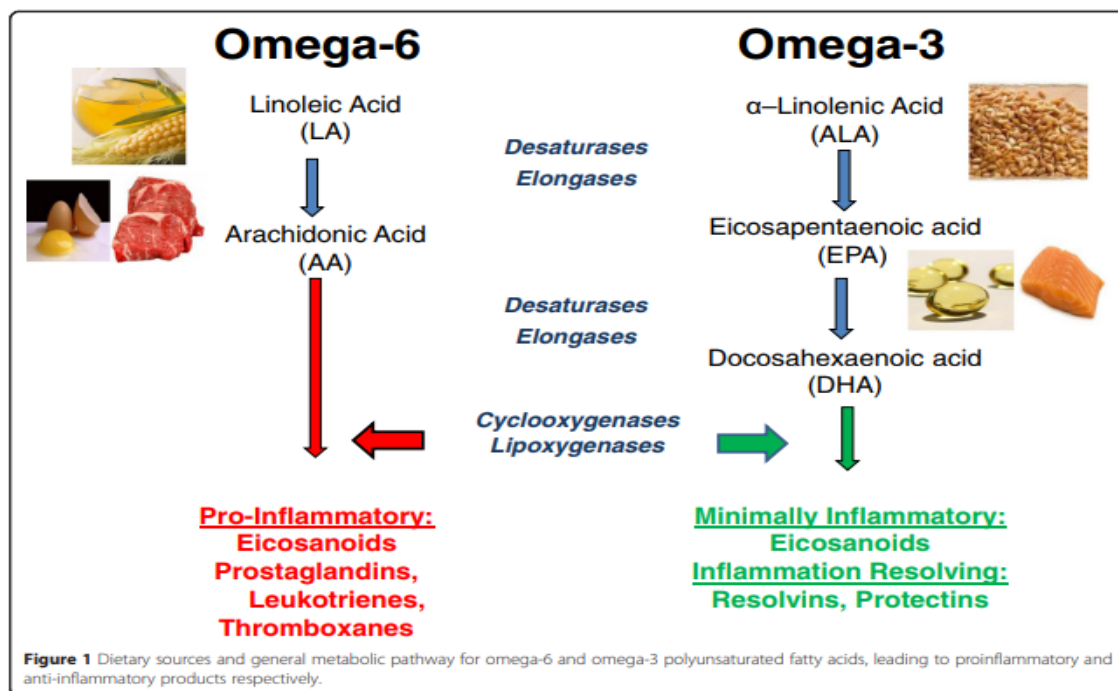 Omega-6
Omega-3
Linoleic Acid
(LA)
α–Linolenic Acid
(ALA)
Desaturases
Elongases
Arachidonic Acid
(AA)
Eicosapentaenoic acid
(EPA)
Desaturases
Elongases
Docosahexaenoic acid
(DHA)
Cyclooxygenases
Lipoxygenases
Pro-Inflammatory:
Eicosanoids
Prostaglandins,
Leukotrienes,
Thromboxanes
Minimally Inflammatory:
Eicosanoids
Inflammation Resolving:
Resolvins, Protectins
Figure 1 Dietary sources and general metabolic pathway for omega-6 and omega-3 polyunsaturated fatty acids, leading to proinflammatory and
anti-inflammatory products respectively.